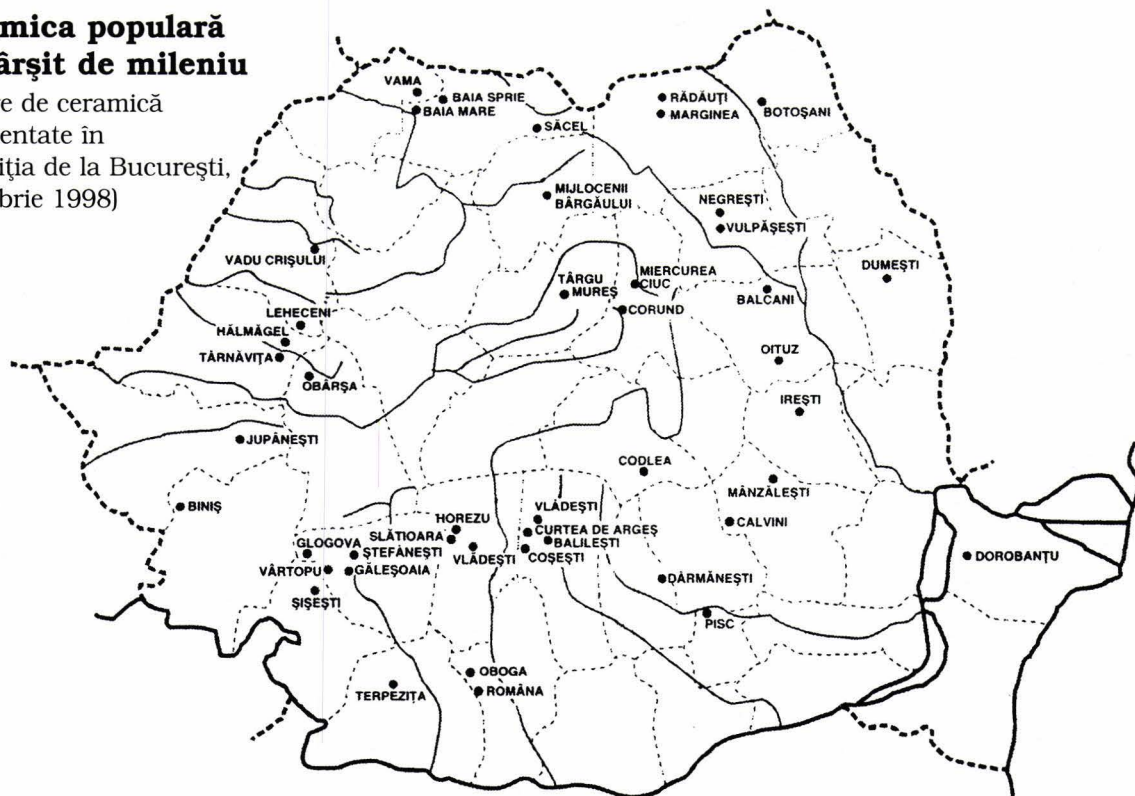 mica populară
ârşit de mileniu
e de ceramică
entate în
iţia de la Bucureşti,
brie 1998)
VAMA
BAIA SPRIE
BAIA MARE
SĂCEL
RĂDĂUŢI
MARGINEA
BOTOŞANI
MIJLOCENII
BÂRGĂULUI
NEGREŞTI
VULPĂŞEŞTI
VADU CRIŞULUI
DUMEŞTI
TÂRGU
MUREŞ
MIERCUREA
CIUC
BALCANI
CORUND
LEHECENI
HĂLMĂGEL
TÂRNĂVIŢA
OBÂRŞA
OITUZ
IREŞTI
JUPÂNEŞTI
CODLEA
MÂNZĂLEŞTI
BINIŞ
VLĂDEŞTI
CALVINI
HOREZU
CURTEA DE ARGEŞ
SLĂTIOARA
BALILEŞTI
GLOGOVA
ŞTEFĂNEŞTI
VLĂDEŞTI
COŞEŞTI
DOROBANŢU
VÂRTOPU
GĂLEŞOAIA
DĂRMĂNEŞTI
ŞIŞEŞTI
PISC
OBOGA
TERPEZIŢA
ROMÂNA